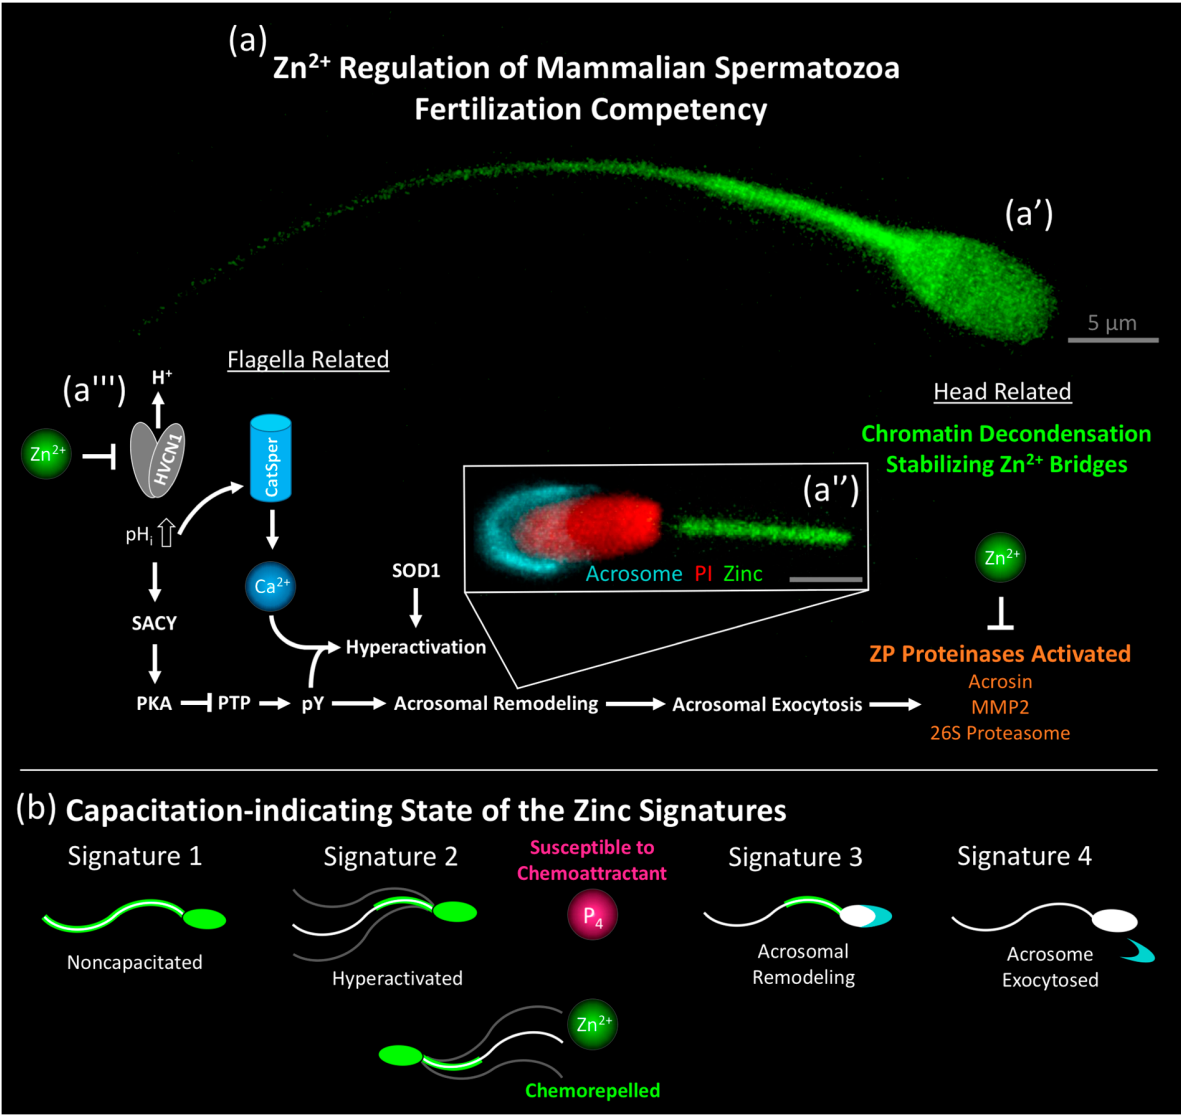 (a)
Zn²⁺ Regulation of Mammalian Spermatozoa
Fertilization Competency
(a’)
5 µm
Flagella Related
(a''')
H⁺
Zn²⁺
HVCN1
CatSper
pHᵢ
Ca²⁺
SACY
SOD1
Hyperactivation
PKA
PTP
pY
Acrosomal Remodeling
Acrosomal Exocytosis
(a’’)
Acrosome PI Zinc
Head Related
Chromatin Decondensation
Stabilizing Zn²⁺ Bridges
Zn²⁺
ZP Proteinases Activated
Acrosin
MMP2
26S Proteasome
(b) Capacitation-indicating State of the Zinc Signatures
Signature 1
Noncapacitated
Signature 2
Hyperactivated
Susceptible to
Chemoattractant
P₄
Zn²⁺
Chemorepelled
Signature 3
Acrosomal
Remodeling
Signature 4
Acrosome
Exocytosed